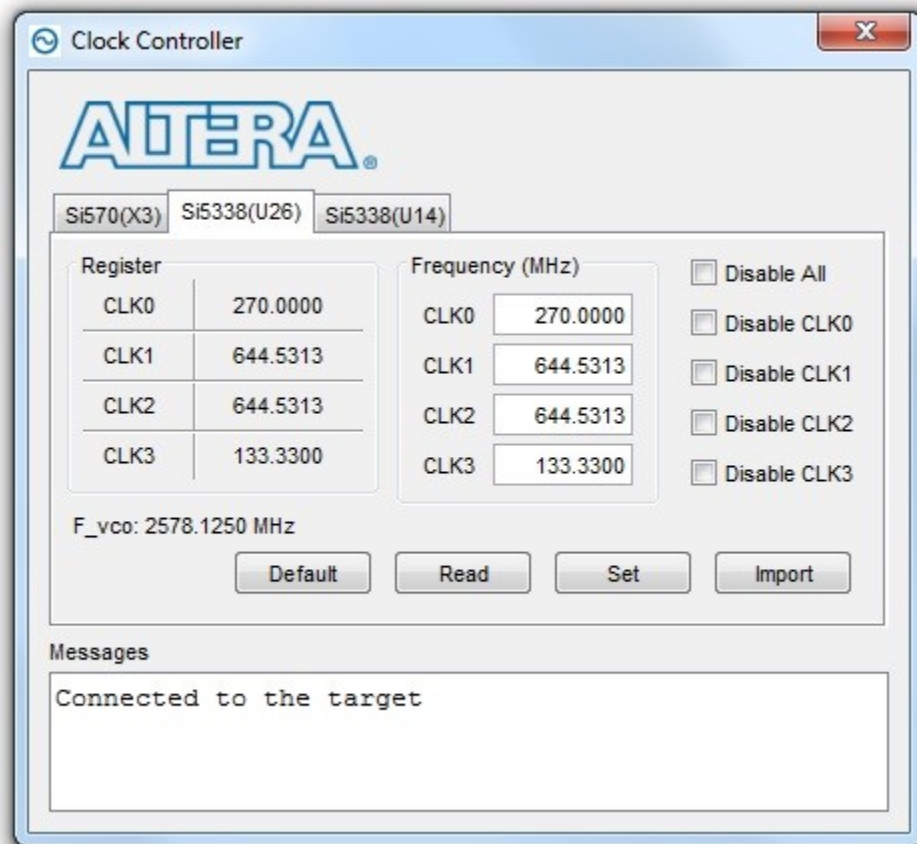 Clock Controller
ALTERA®
Si570(X3) Si5338(U26) Si5338(U14)
Register
CLK0 270.0000
CLK1 644.5313
CLK2 644.5313
CLK3 133.3300
Frequency (MHz)
CLK0 270.0000
CLK1 644.5313
CLK2 644.5313
CLK3 133.3300
Disable All
Disable CLK0
Disable CLK1
Disable CLK2
Disable CLK3
F_vco: 2578.1250 MHz
Default Read Set Import
Messages
Connected to the target